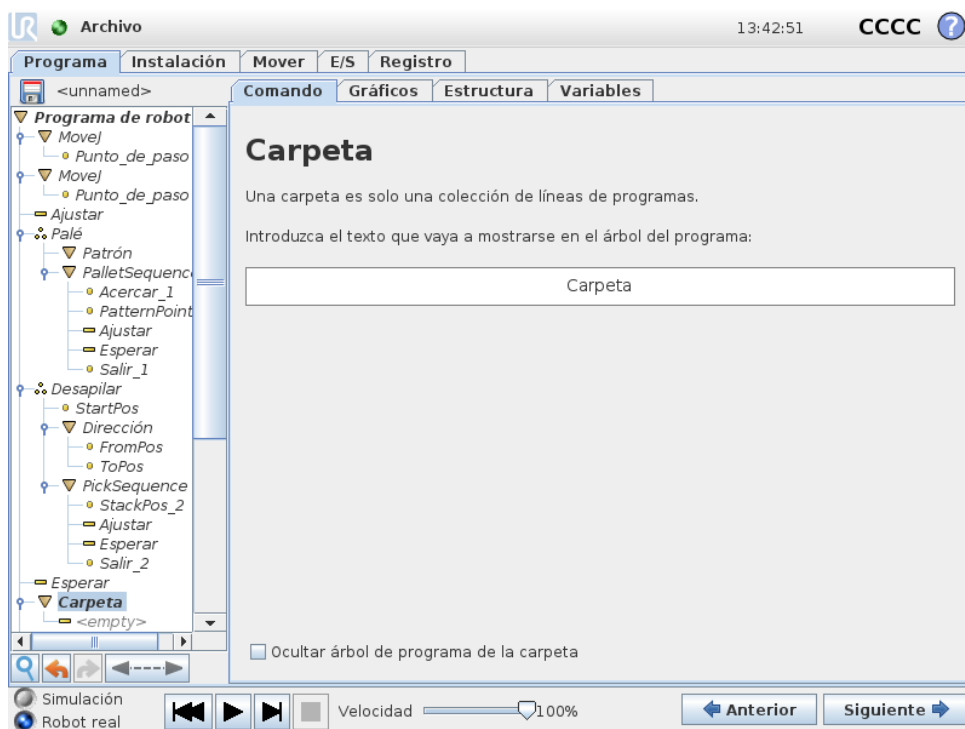 UR Archivo 13:42:51 CCCC ?
Programa Instalación Mover E/S Registro
<unnamed> Comando Gráficos Estructura Variables
Programa de robot
MoveJ
Punto_de_paso
MoveJ
Punto_de_paso
Ajustar
Palé
Patrón
PalletSequenc
Acercar_1
PatternPoint
Ajustar
Esperar
Salir_1
Desapilar
StartPos
Dirección
FromPos
ToPos
PickSequence
StackPos_2
Ajustar
Esperar
Salir_2
Esperar
Carpeta
<empty>
Carpeta
Una carpeta es solo una colección de líneas de programas.
Introduzca el texto que vaya a mostrarse en el árbol del programa:
Carpeta
Ocultar árbol de programa de la carpeta
Simulación
Robot real
Velocidad 100%
Anterior Siguiente